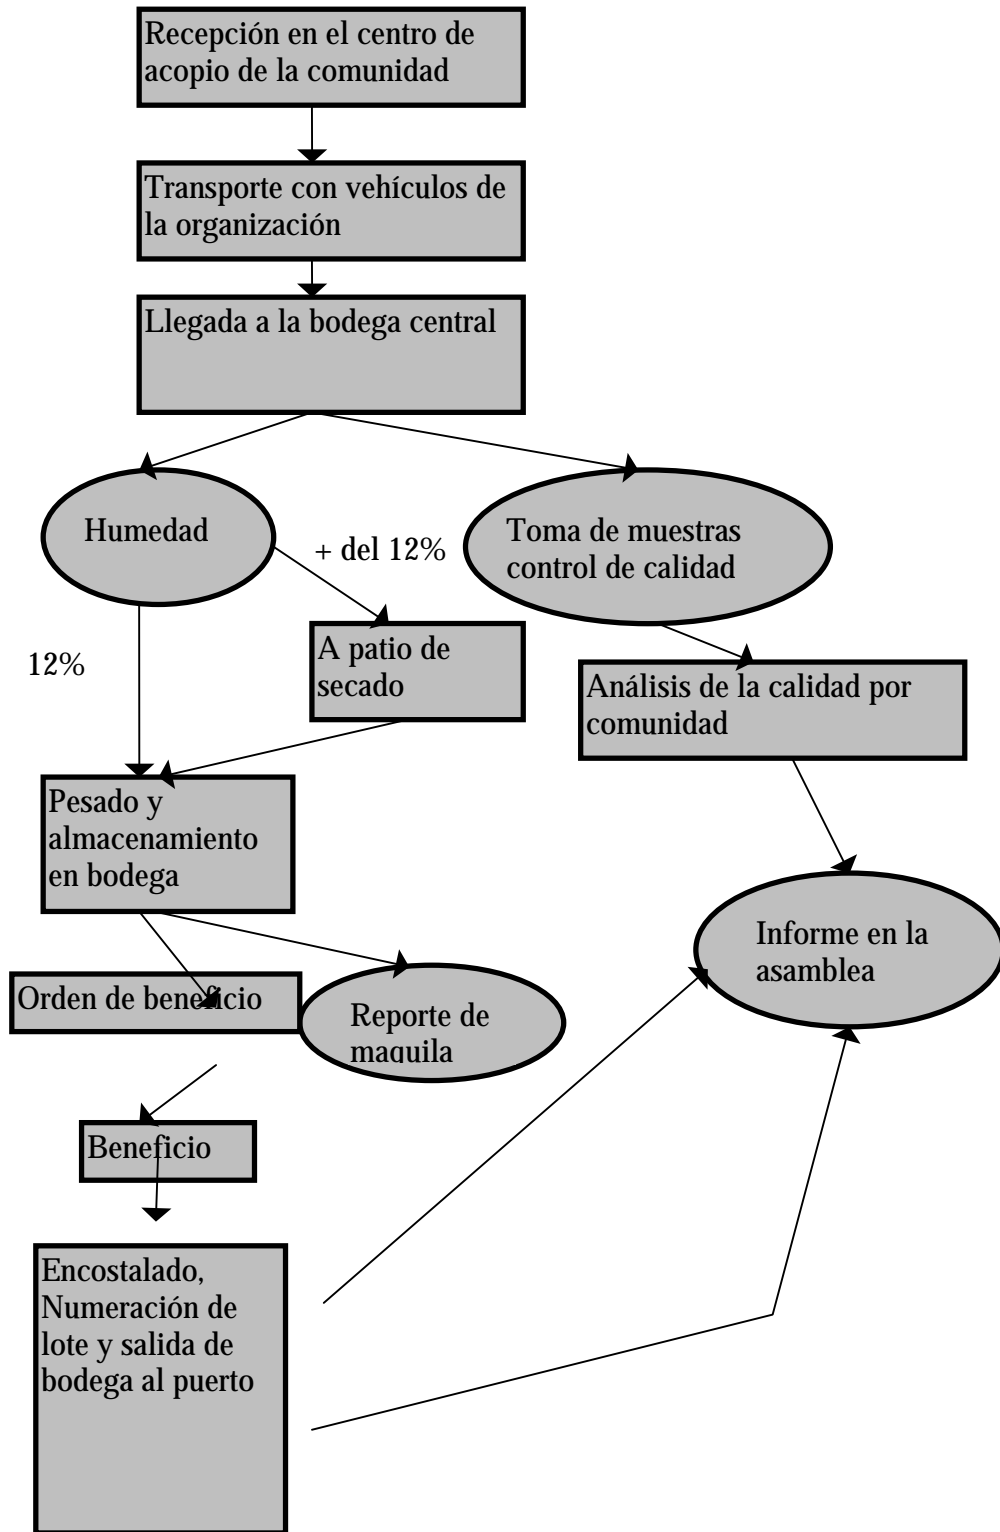 Recepción en el centro de
acopio de la comunidad
Transporte con vehículos de
la organización
Llegada a la bodega central
Humedad
+ del 12%
Toma de muestras
control de calidad
12%
A patio de
secado
Análisis de la calidad por
comunidad
Pesado y
almacenamiento
en bodega
Informe en la
asamblea
Orden de beneficio
Reporte de
maquila
Beneficio
Encostalado,
Numeración de
lote y salida de
bodega al puerto